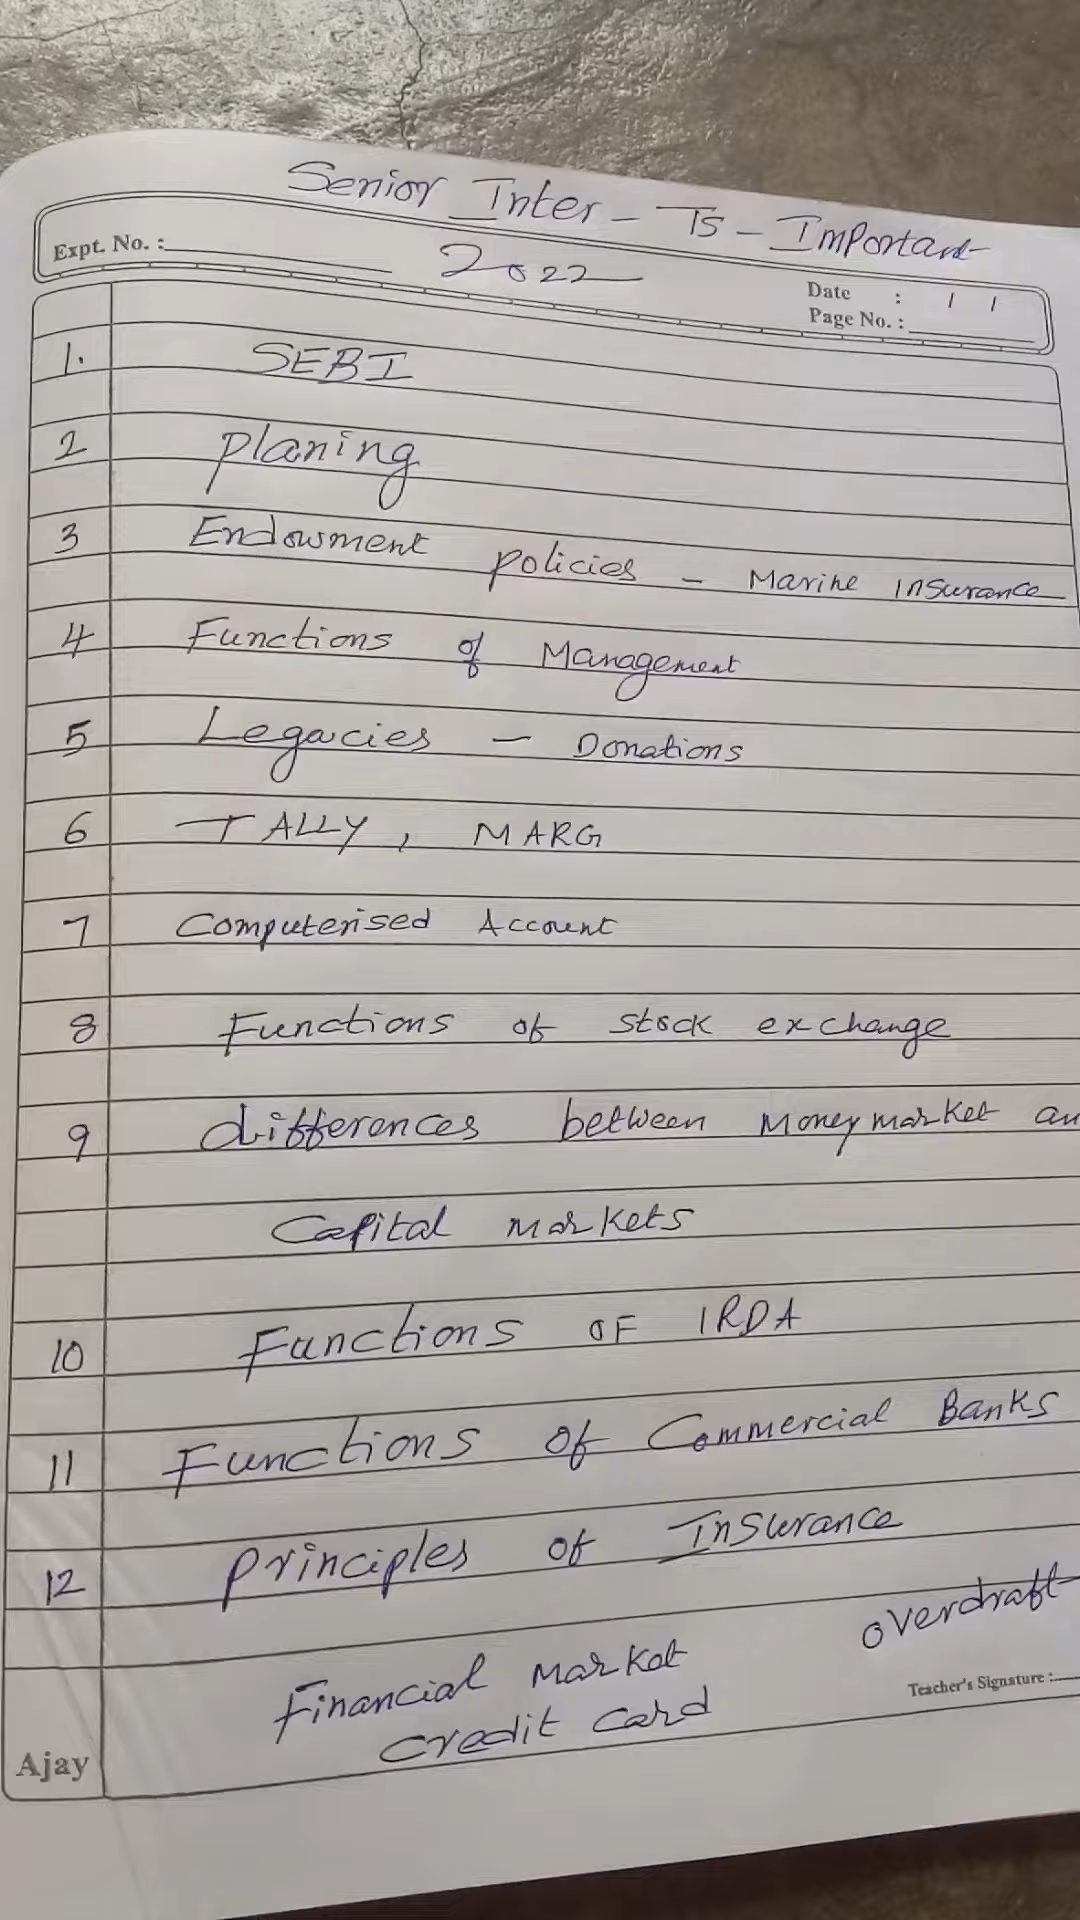 Senior Inter - TS - Important
Expt. No. :
2022
Date : / /
Page No. :
1. SEBI
2 Planing
3 Endowment policies - Marine insurance
4 Functions of Management
5 Legacies - Donations
6 TALLY, MARG
7 Computerised Account
8 Functions of stock exchange
9 differences between Moneymarket an
Capital markets
10 Functions OF IRDA
11 Functions of Commercial Banks
12 principles of Insurance
overdraft
Financial market
Credit Card
Teacher's Signature :
Ajay